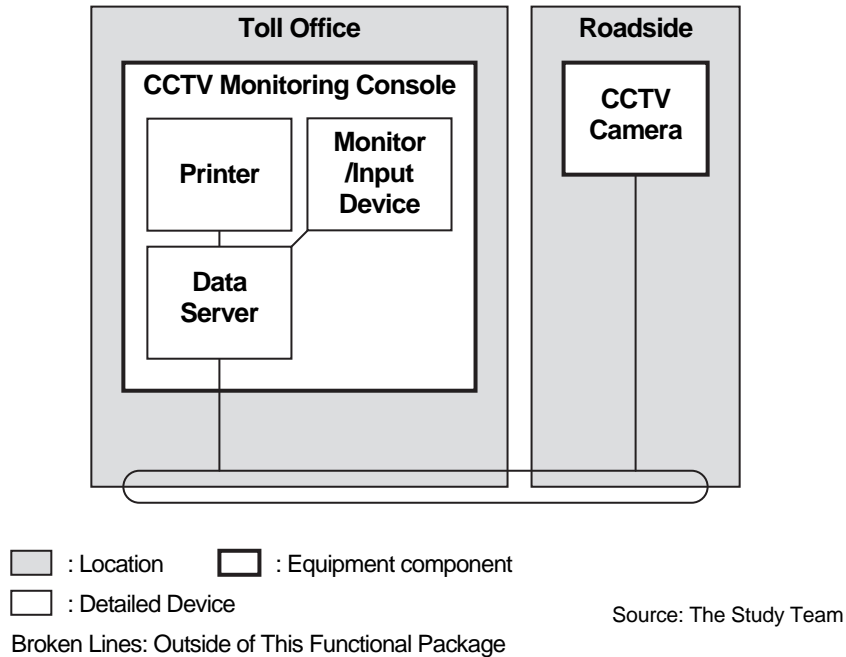 Toll Office
Roadside
CCTV Monitoring Console
CCTV
Camera
Printer
Monitor
/Input
Device
Data
Server
: Location
: Equipment component
: Detailed Device
Source: The Study Team
Broken Lines: Outside of This Functional Package